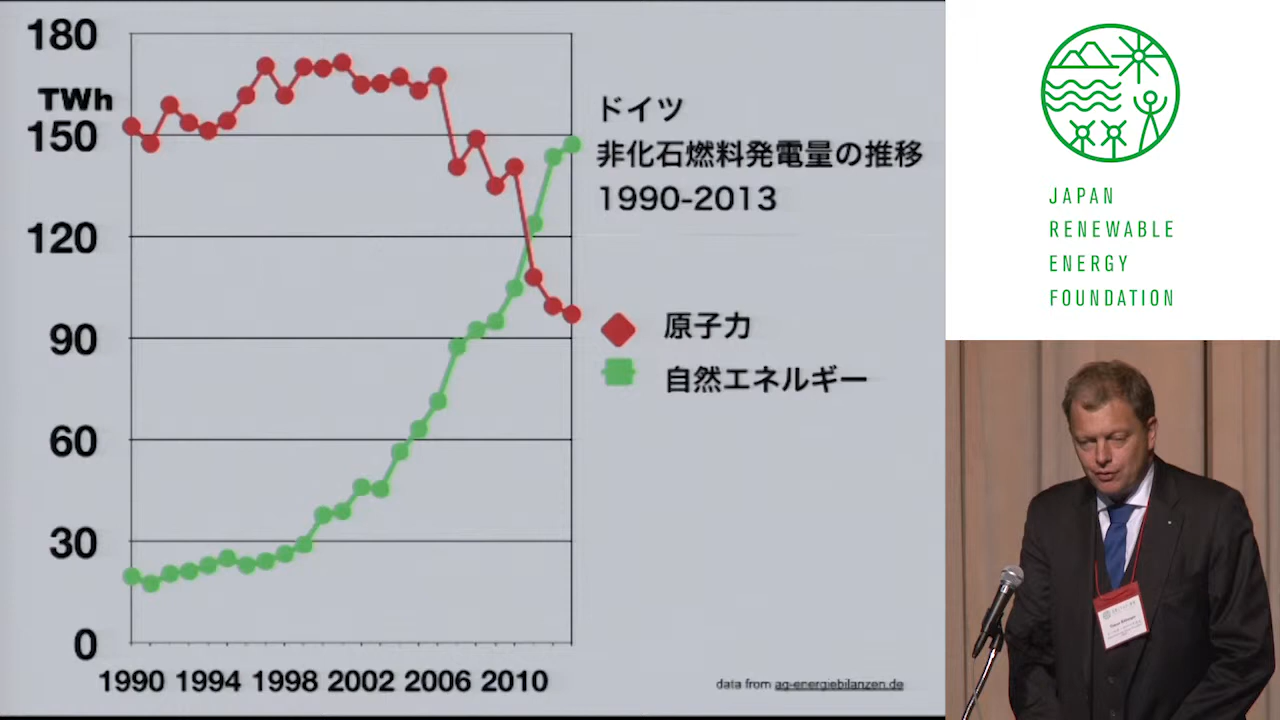 180
TWh
150
120
90
60
30
0
1990 1994 1998 2002 2006 2010
ドイツ
非化石燃料発電量の推移
1990-2013
原子力
自然エネルギー
data from ag-energiebilanzen.de
JAPAN
RENEWABLE
ENERGY
FOUNDATION